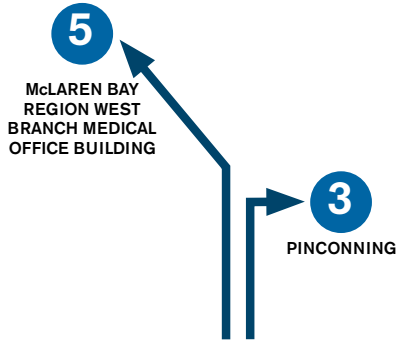 5
McLAREN BAY
REGION WEST
BRANCH MEDICAL
OFFICE BUILDING
3
PINCONNING